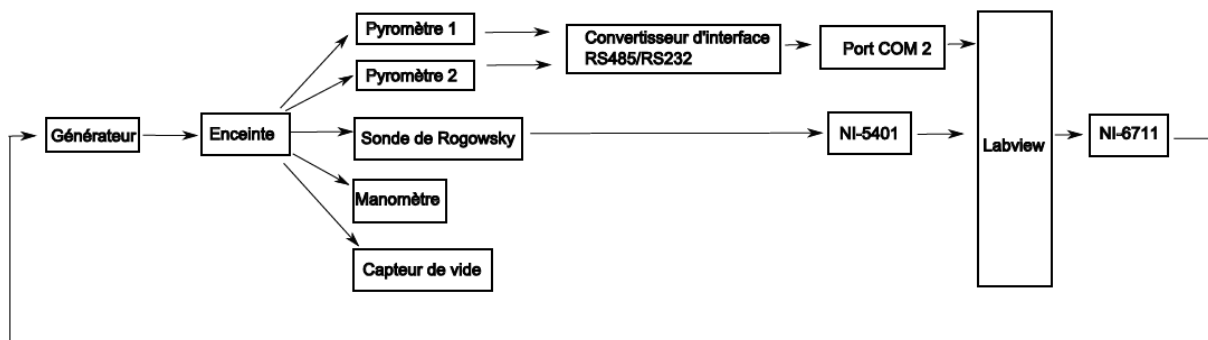 Pyromètre 1
Pyromètre 2
Convertisseur d'interface
RS485/RS232
Port COM 2
Générateur
Enceinte
Sonde de Rogowsky
NI-5401
Labview
NI-6711
Manomètre
Capteur de vide